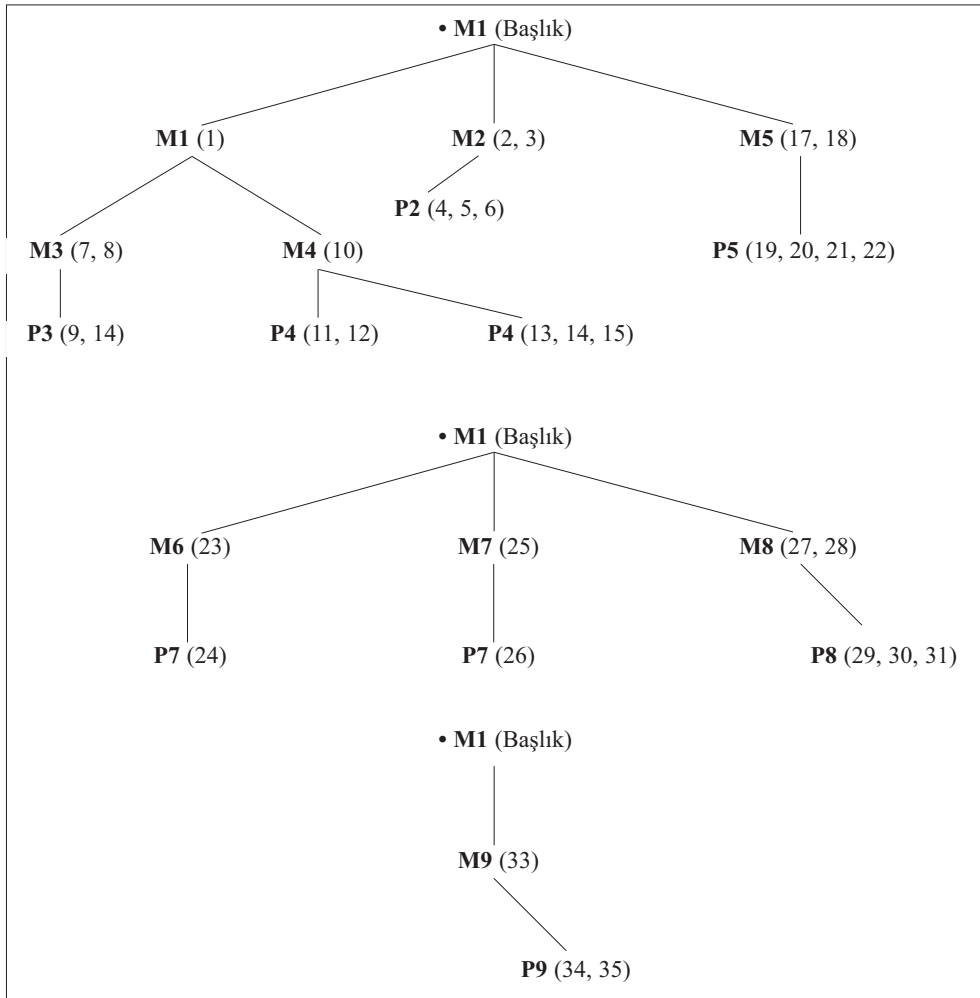 • M1 (Başlık)
M1 (1) M2 (2, 3) M5 (17, 18)
P2 (4, 5, 6)
M3 (7, 8) M4 (10) P5 (19, 20, 21, 22)
P3 (9, 14) P4 (11, 12) P4 (13, 14, 15)
• M1 (Başlık)
M6 (23) M7 (25) M8 (27, 28)
P7 (24) P7 (26) P8 (29, 30, 31)
• M1 (Başlık)
M9 (33)
P9 (34, 35)